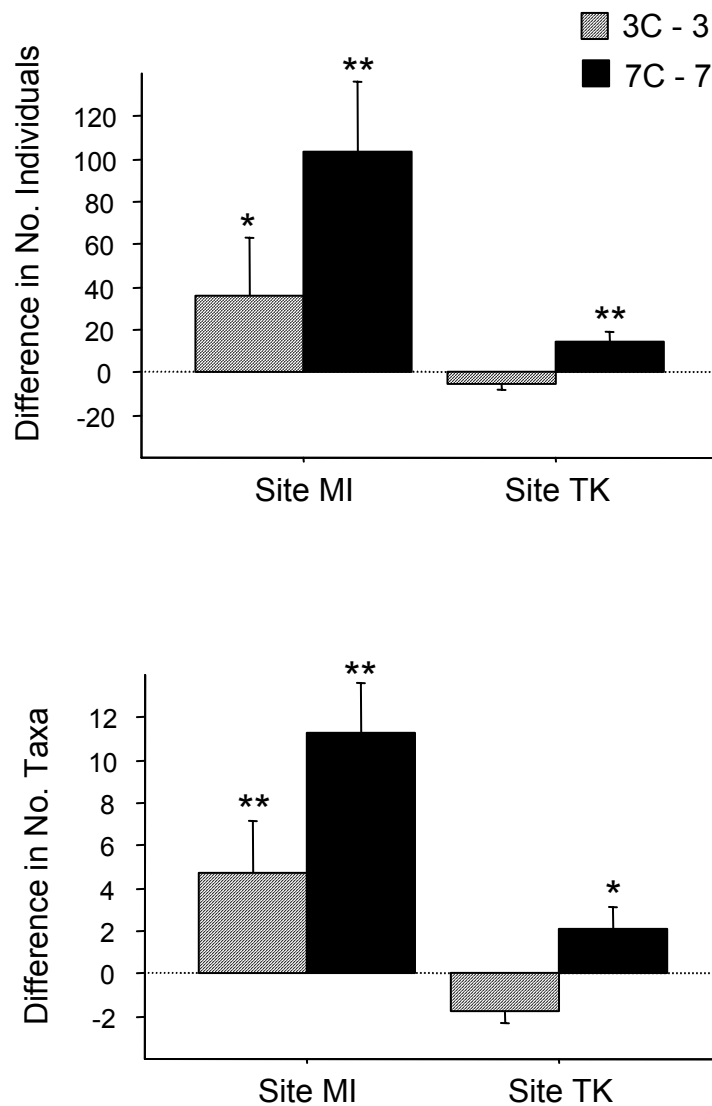 3C - 3
7C - 7
Difference in No. Individuals
120
100
80
60
40
20
0
-20
**
*
**
Site MI
Site TK
Difference in No. Taxa
12
10
8
6
4
2
0
-2
**
**
*
Site MI
Site TK